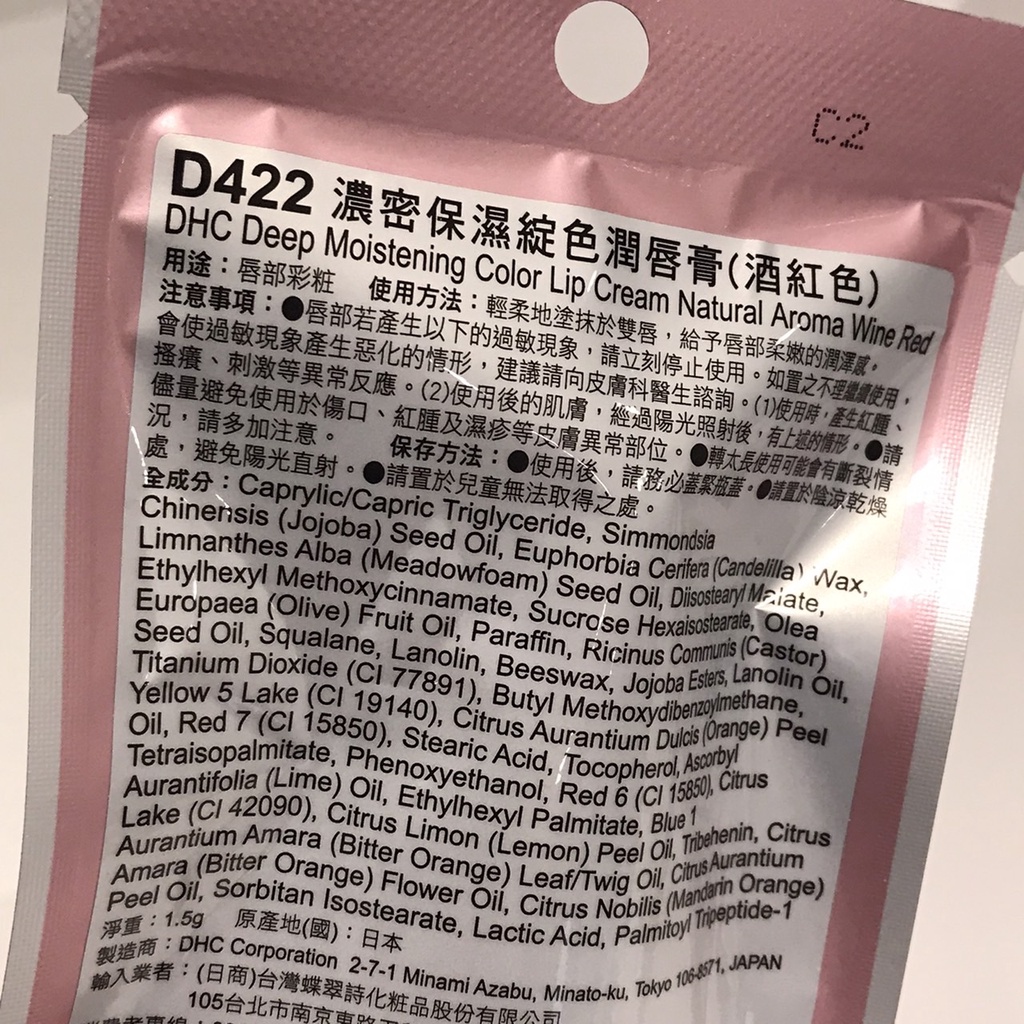 C2
D422 濃密保濕綻色潤唇膏(酒紅色)
DHC Deep Moistening Color Lip Cream Natural Aroma Wine Red
用途：唇部彩粧 使用方法：輕柔地塗抹於雙唇，給予唇部柔嫩的潤澤感。
注意事項：●唇部若產生以下的過敏現象，請立刻停止使用。如置之不理繼續使用，
會使過敏現象產生惡化的情形，建議請向皮膚科醫生諮詢。(1)使用時，產生紅腫、
搔癢、刺激等異常反應。(2)使用後的肌膚，經過陽光照射後，有上述的情形。●請
儘量避免使用於傷口、紅腫及濕疹等皮膚異常部位。●轉太長使用可能會有斷裂情
況，請多加注意。 保存方法：●使用後，請務必蓋緊瓶蓋。●請置於陰涼乾燥
處，避免陽光直射。●請置於兒童無法取得之處。
全成分：Caprylic/Capric Triglyceride, Simmondsia
Chinensis (Jojoba) Seed Oil, Euphorbia Cerifera (Candelilla) Wax,
Limnanthes Alba (Meadowfoam) Seed Oil, Diisostearyl Malate,
Ethylhexyl Methoxycinnamate, Sucrose Hexaisostearate, Olea
Europaea (Olive) Fruit Oil, Paraffin, Ricinus Communis (Castor)
Seed Oil, Squalane, Lanolin, Beeswax, Jojoba Esters, Lanolin Oil,
Titanium Dioxide (CI 77891), Butyl Methoxydibenzoylmethane,
Yellow 5 Lake (CI 19140), Citrus Aurantium Dulcis (Orange) Peel
Oil, Red 7 (CI 15850), Stearic Acid, Tocopherol, Ascorbyl
Tetraisopalmitate, Phenoxyethanol, Red 6 (CI 15850), Citrus
Aurantifolia (Lime) Oil, Ethylhexyl Palmitate, Blue 1
Lake (CI 42090), Citrus Limon (Lemon) Peel Oil, Tribehenin, Citrus
Aurantium Amara (Bitter Orange) Leaf/Twig Oil, Citrus Aurantium
Amara (Bitter Orange) Flower Oil, Citrus Nobilis (Mandarin Orange)
Peel Oil, Sorbitan Isostearate, Lactic Acid, Palmitoyl Tripeptide-1
淨重：1.5g 原產地(國)：日本
製造商：DHC Corporation 2-7-1 Minami Azabu, Minato-ku, Tokyo 106-8571, JAPAN
輸入業者：(日商)台灣蝶翠詩化粧品股份有限公司
105台北市南京東路五